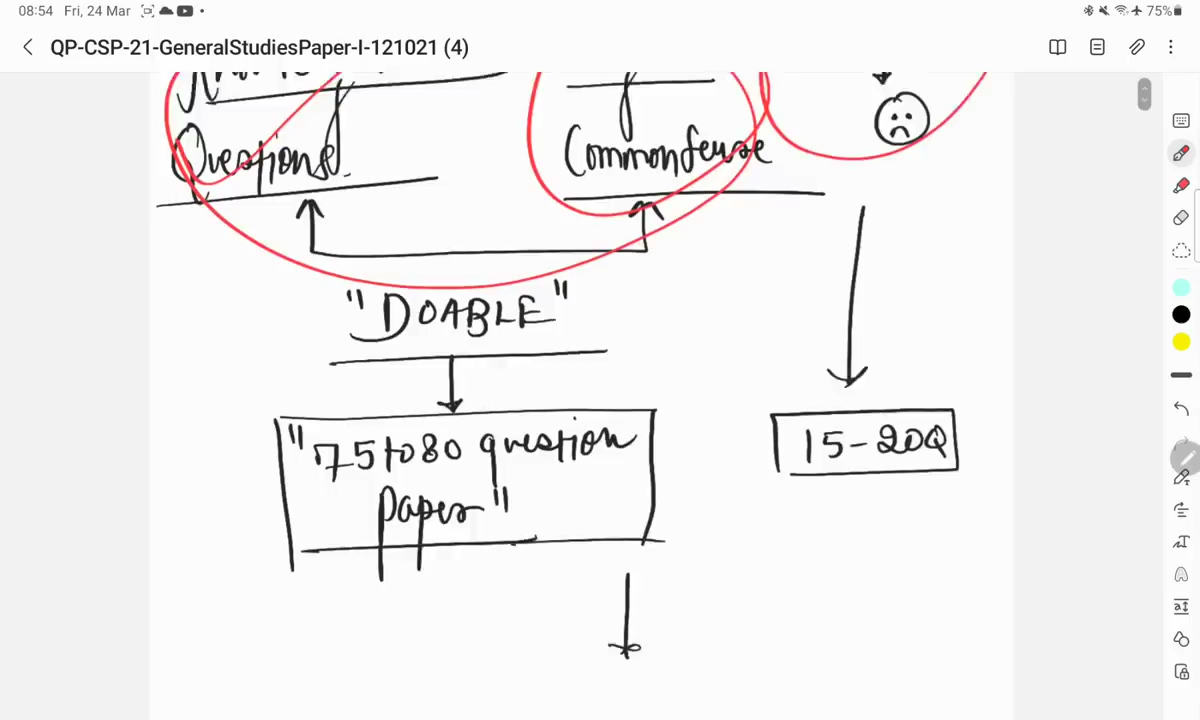 08:54 Fri, 24 Mar
75%
QP-CSP-21-GeneralStudiesPaper-I-121021 (4)
Questions.
Commonsense
"DOABLE"
"75 to 80 question
paper"
15-20Q